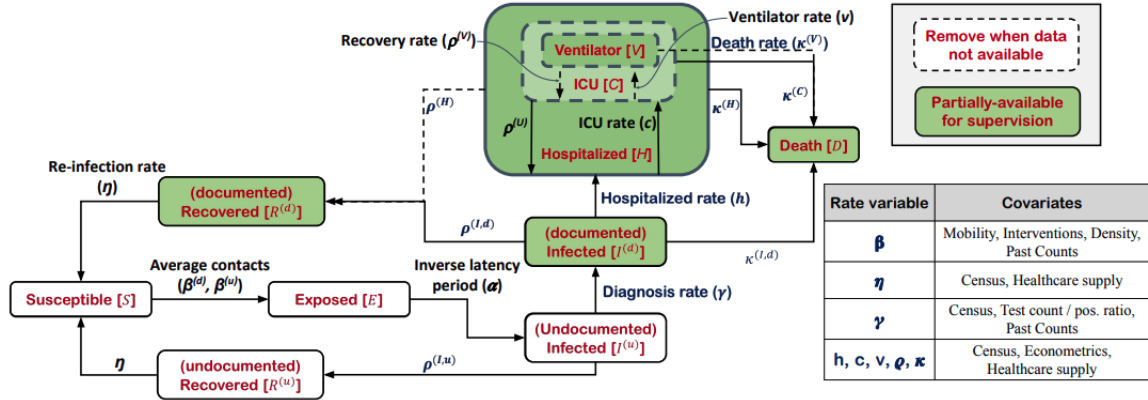 Recovery rate (ρ⁽ⱽ⁾)
Ventilator rate (v)
Ventilator [V]
Death rate (κ⁽ⱽ⁾)
ICU [C]
ρ⁽ᴴ⁾
ρ⁽ᵁ⁾
ICU rate (c)
κ⁽ᴴ⁾
κ⁽ᶜ⁾
Hospitalized [H]
Death [D]
Remove when data
not available
Partially-available
for supervision
Re-infection rate
(η)
(documented)
Recovered [R⁽ᵈ⁾]
Hospitalized rate (h)
ρ⁽ᴵ,ᵈ⁾
(documented)
Infected [I⁽ᵈ⁾]
κ⁽ᴵ,ᵈ⁾
Average contacts
(β⁽ᵈ⁾, β⁽ᵘ⁾)
Inverse latency
period (α)
Diagnosis rate (γ)
Susceptible [S]
Exposed [E]
(Undocumented)
Infected [I⁽ᵘ⁾]
η
(undocumented)
Recovered [R⁽ᵘ⁾]
ρ⁽ᴵ,ᵘ⁾
Rate variable
Covariates
β
Mobility, Interventions, Density,
Past Counts
η
Census, Healthcare supply
γ
Census, Test count / pos. ratio,
Past Counts
h, c, v, ϱ, κ
Census, Econometrics,
Healthcare supply